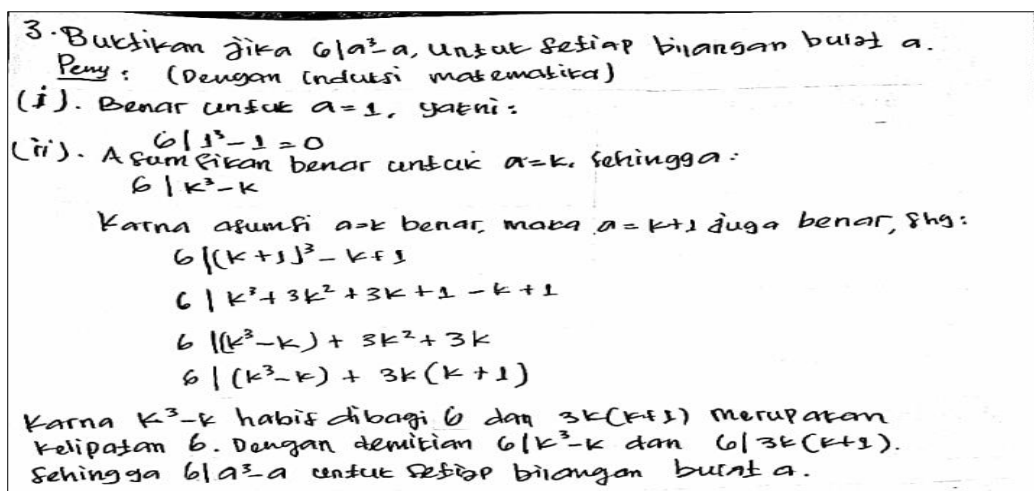 3. Buktikan jika 6|a³-a, untuk setiap bilangan bulat a.
Peny : (Dengan induksi matematika)
(i). Benar untuk a=1, yakni :
6|1³-1=0
(ii). Asumsikan benar untuk a=k. sehingga :
6|k³-k
Karna asumsi a=k benar, maka a=k+1 juga benar, shg:
6|(k+1)³-k+1
6|k³+3k²+3k+1-k+1
6|(k³-k)+3k²+3k
6|(k³-k)+3k(k+1)
Karna k³-k habis dibagi 6 dan 3k(k+1) merupakan
kelipatan 6. Dengan demikian 6|k³-k dan 6|3k(k+1).
Sehingga 6|a³-a untuk setiap bilangan bulat a.